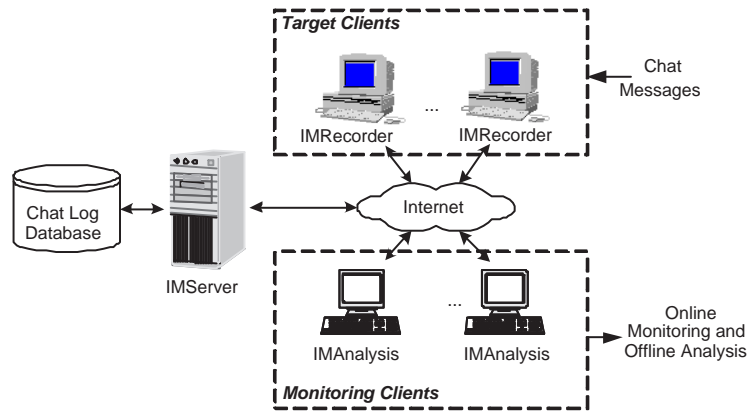 Target Clients
...
IMRecorder
IMRecorder
Chat
Messages
Chat Log
Database
IMServer
Internet
...
IMAnalysis
IMAnalysis
Monitoring Clients
Online
Monitoring and
Offline Analysis